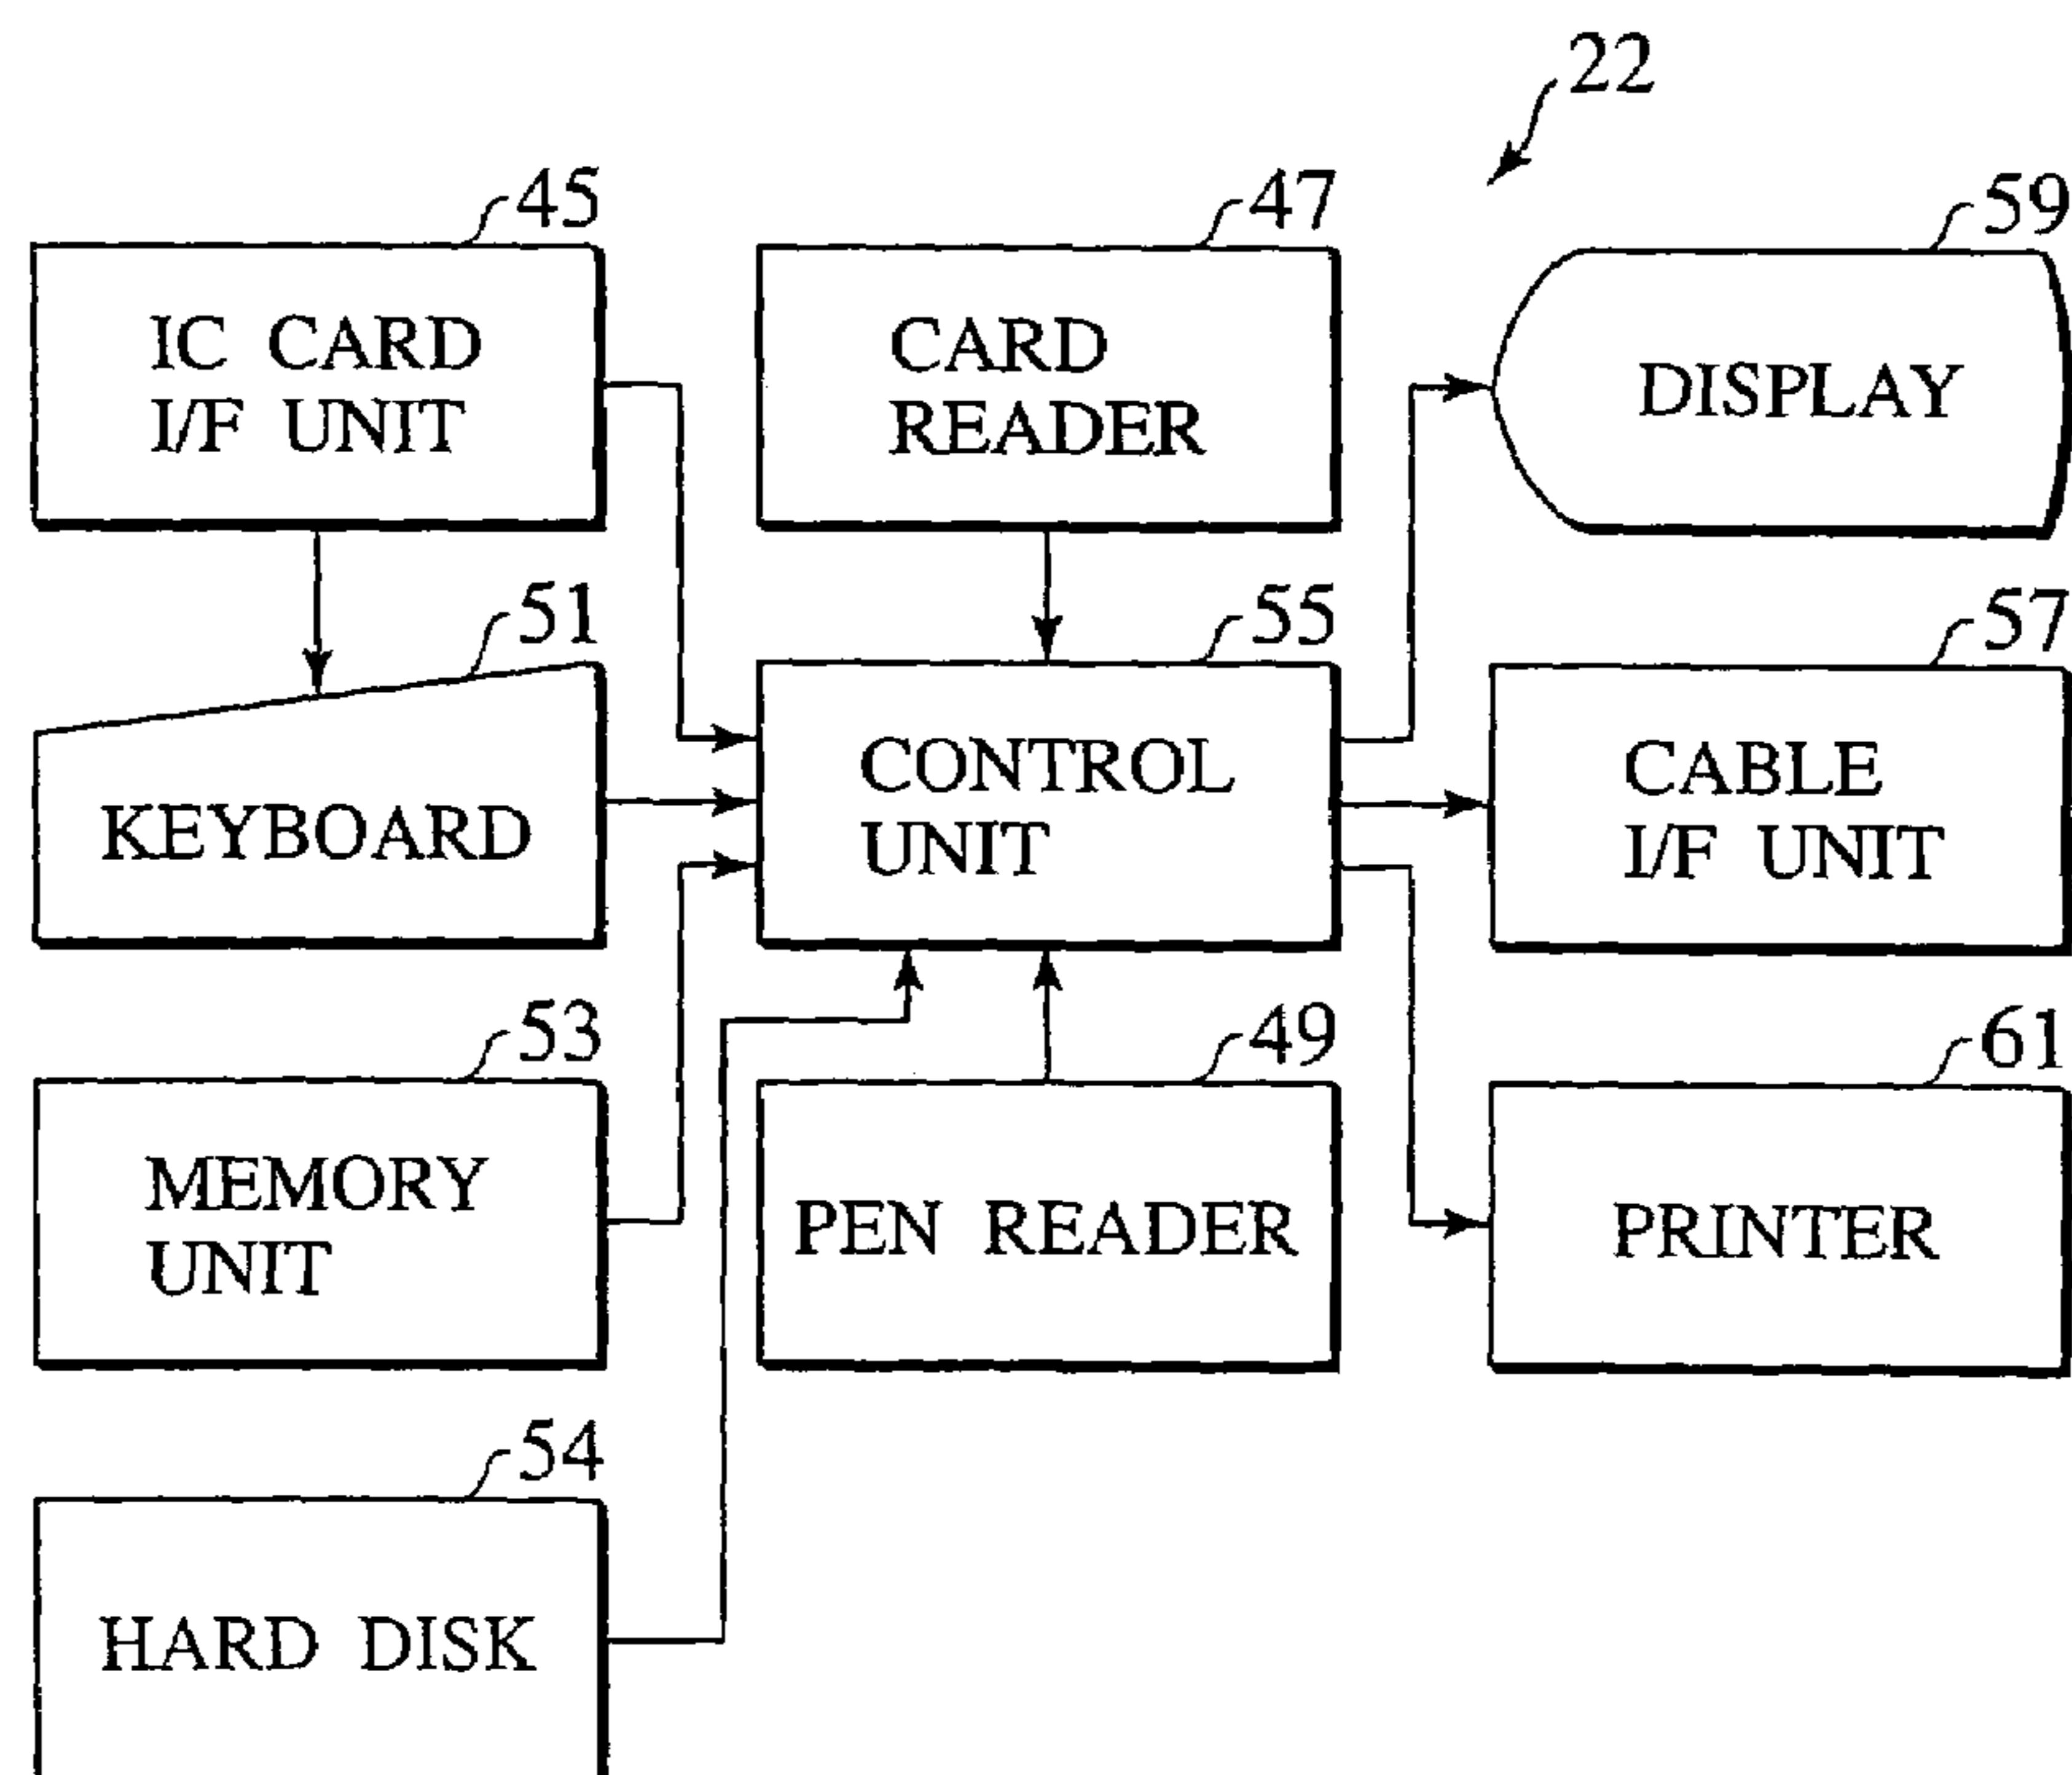 22
45
IC CARD
I/F UNIT
47
CARD
READER
59
DISPLAY
51
KEYBOARD
55
CONTROL
UNIT
57
CABLE
I/F UNIT
53
MEMORY
UNIT
49
PEN READER
61
PRINTER
54
HARD DISK